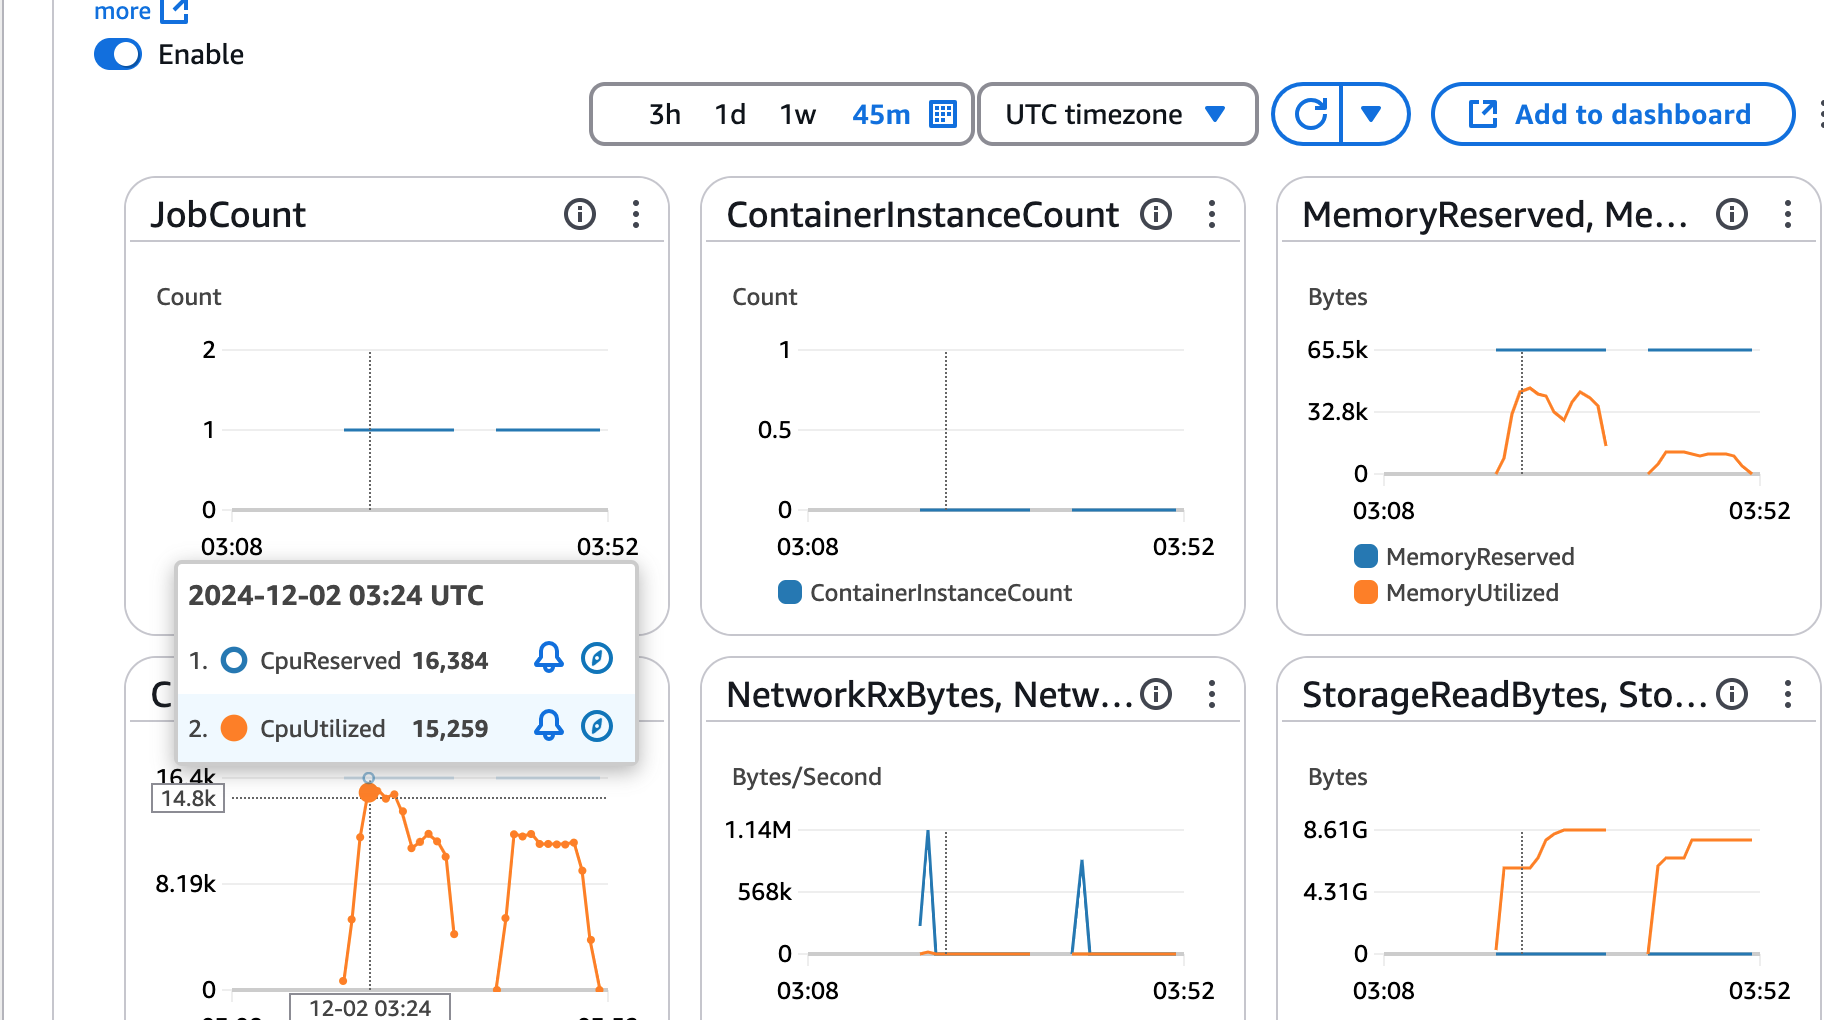 more
Enable
3h 1d 1w 45m UTC timezone Add to dashboard
JobCount
Count
2
1
0
03:08 03:52
ContainerInstanceCount
Count
1
0.5
0
03:08 03:52
ContainerInstanceCount
MemoryReserved, Me...
Bytes
65.5k
32.8k
0
03:08 03:52
MemoryReserved
MemoryUtilized
2024-12-02 03:24 UTC
1. CpuReserved 16,384
2. CpuUtilized 15,259
C
16.4k
14.8k
8.19k
0
12-02 03:24
NetworkRxBytes, Netw...
Bytes/Second
1.14M
568k
0
03:08 03:52
StorageReadBytes, Sto...
Bytes
8.61G
4.31G
0
03:08 03:52